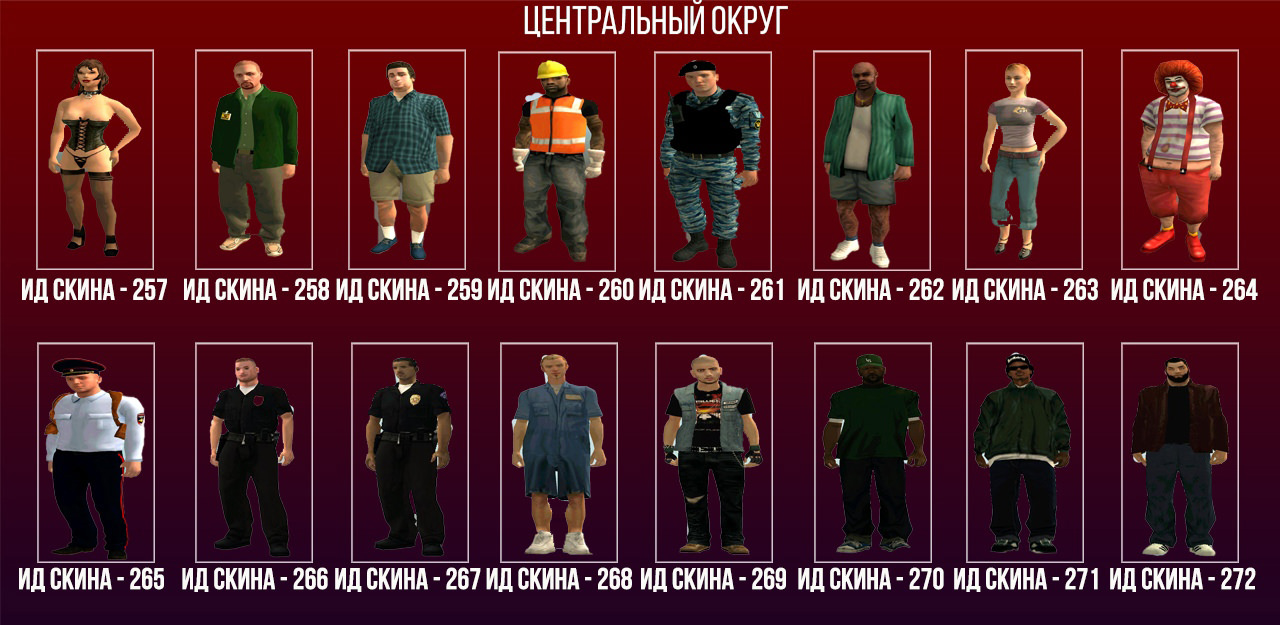 ЦЕНТРАЛЬНЫЙ ОКРУГ
ИД СКИНА - 257
ИД СКИНА - 258
ИД СКИНА - 259
ИД СКИНА - 260
ИД СКИНА - 261
ИД СКИНА - 262
ИД СКИНА - 263
ИД СКИНА - 264
ИД СКИНА - 265
ИД СКИНА - 266
ИД СКИНА - 267
ИД СКИНА - 268
ИД СКИНА - 269
ИД СКИНА - 270
ИД СКИНА - 271
ИД СКИНА - 272